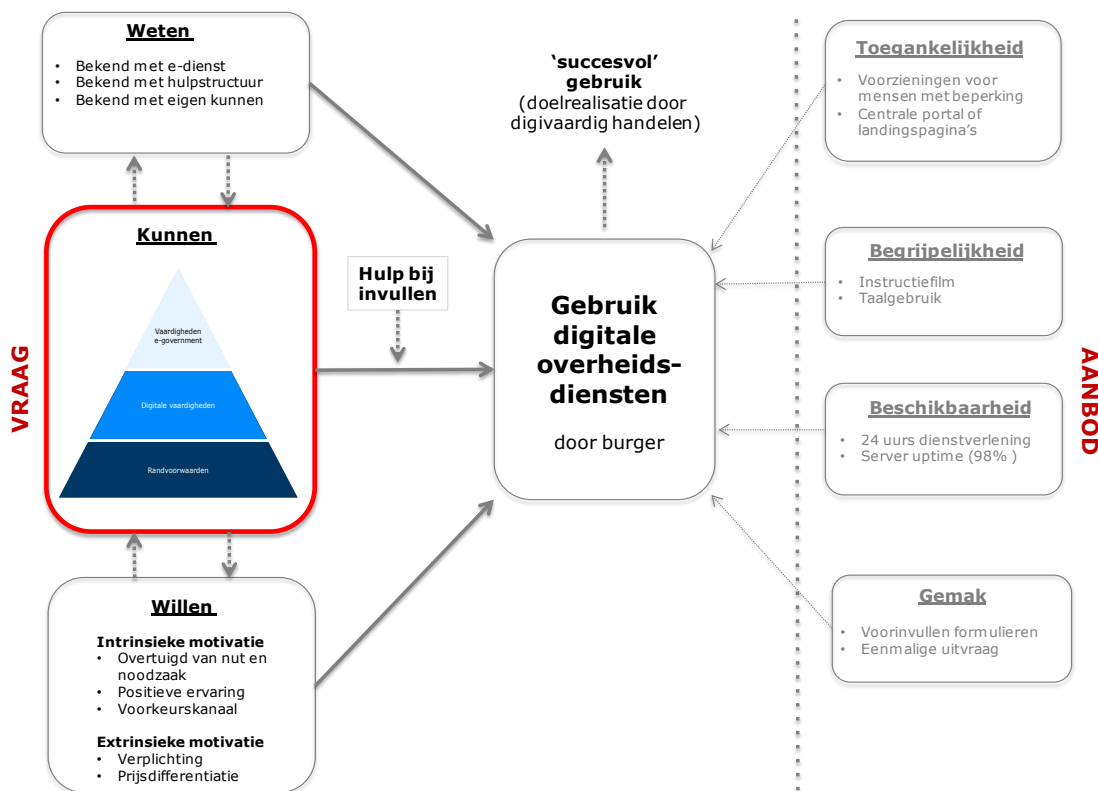 VRAAG
Weten
• Bekend met e-dienst
• Bekend met hulpstructuur
• Bekend met eigen kunnen
Kunnen
Vaardigheden
e-government
Digitale vaardigheden
Randvoorwaarden
Willen
Intrinsieke motivatie
• Overtuigd van nut en
noodzaak
• Positieve ervaring
• Voorkeurskanaal
Extrinsieke motivatie
• Verplichting
• Prijsdifferentiatie
Hulp bij
invullen
‘succesvol’
gebruik
(doelrealisatie door
digivaardig handelen)
Gebruik
digitale
overheids-
diensten
door burger
Toegankelijkheid
• Voorzieningen voor
mensen met beperking
• Centrale portal of
landingspagina’s
Begrijpelijkheid
• Instructiefilm
• Taalgebruik
Beschikbaarheid
• 24 uurs dienstverlening
• Server uptime (98% )
Gemak
• Voorinvullen formulieren
• Eenmalige uitvraag
AANBOD